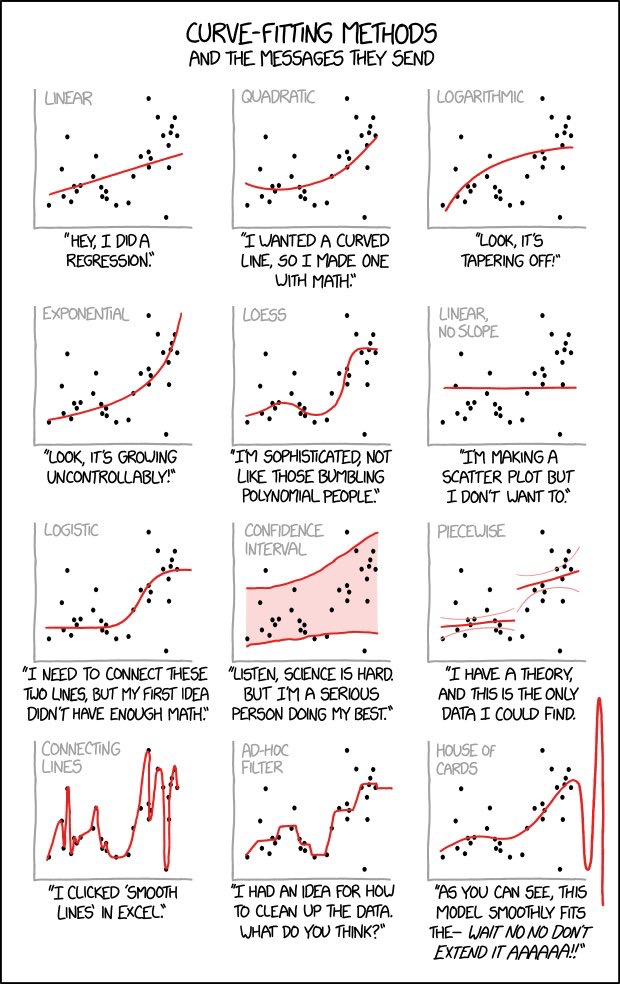 CURVE-FITTING METHODS
AND THE MESSAGES THEY SEND
LINEAR
"HEY, I DID A
REGRESSION."
QUADRATIC
"I WANTED A CURVED
LINE, SO I MADE ONE
WITH MATH."
LOGARITHMIC
"LOOK, IT'S
TAPERING OFF!"
EXPONENTIAL
"LOOK, IT'S GROWING
UNCONTROLLABLY!"
LOESS
"I'M SOPHISTICATED, NOT
LIKE THOSE BUMBLING
POLYNOMIAL PEOPLE."
LINEAR,
NO SLOPE
"I'M MAKING A
SCATTER PLOT BUT
I DON'T WANT TO."
LOGISTIC
"I NEED TO CONNECT THESE
TWO LINES, BUT MY FIRST IDEA
DIDN'T HAVE ENOUGH MATH."
CONFIDENCE
INTERVAL
"LISTEN, SCIENCE IS HARD.
BUT I'M A SERIOUS
PERSON DOING MY BEST."
PIECEWISE
"I HAVE A THEORY,
AND THIS IS THE ONLY
DATA I COULD FIND.
CONNECTING
LINES
"I CLICKED 'SMOOTH
LINES' IN EXCEL."
AD-HOC
FILTER
"I HAD AN IDEA FOR HOW
TO CLEAN UP THE DATA.
WHAT DO YOU THINK?"
HOUSE OF
CARDS
"AS YOU CAN SEE, THIS
MODEL SMOOTHLY FITS
THE- WAIT NO NO DON'T
EXTEND IT AAAAAA!!"